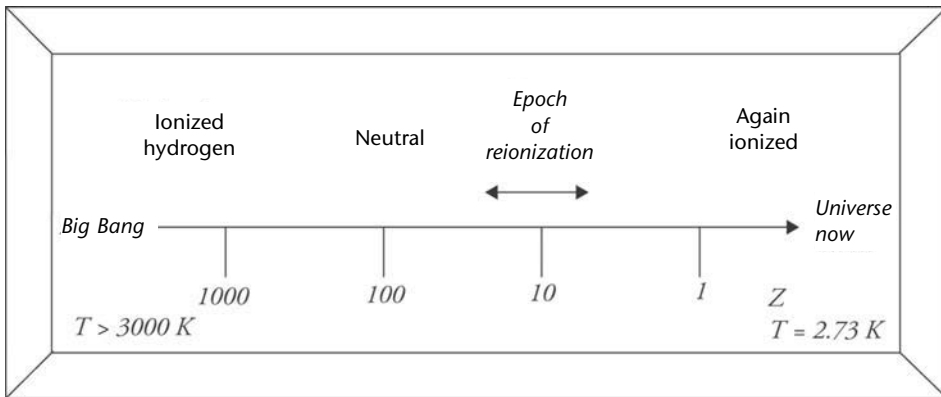 Ionized
hydrogen
Neutral
Epoch
of
reionization
Again
ionized
Big Bang
Universe
now
1000
100
10
1
Z
T > 3000 K
T = 2.73 K